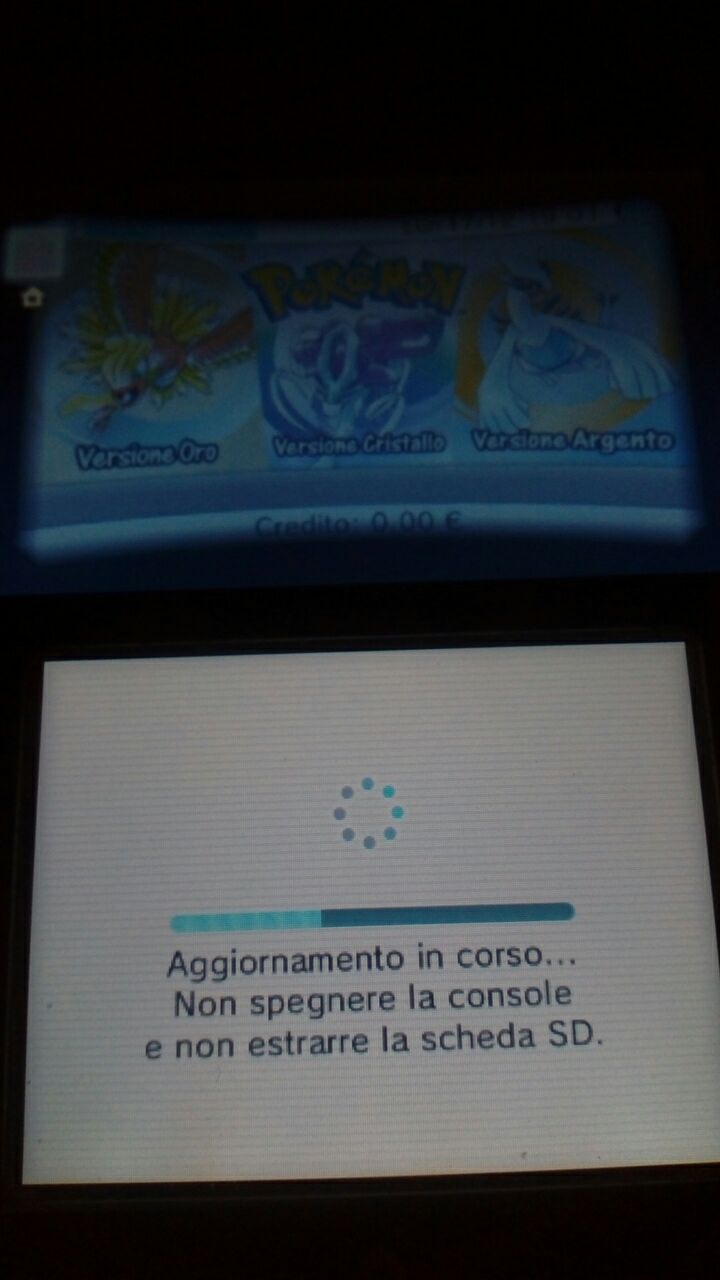 POKéMON
Versione Oro
Versione Cristallo
Versione Argento
Credito: 0,00 €
Aggiornamento in corso...
Non spegnere la console
e non estrarre la scheda SD.